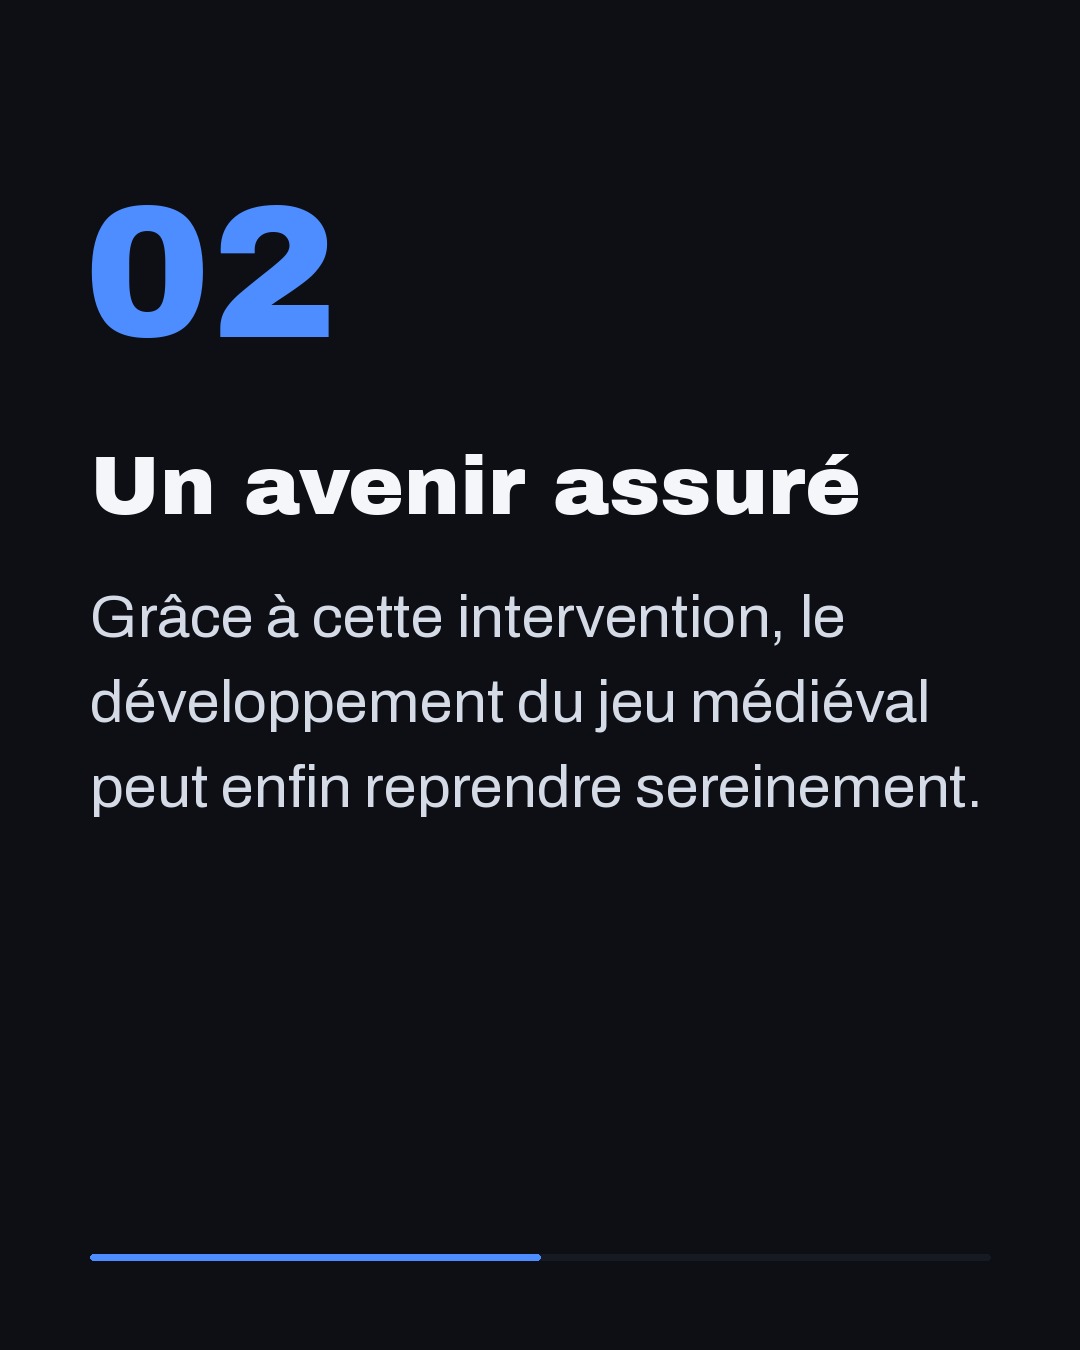 02
Un avenir assuré
Grâce à cette intervention, le
développement du jeu médiéval
peut enfin reprendre sereinement.